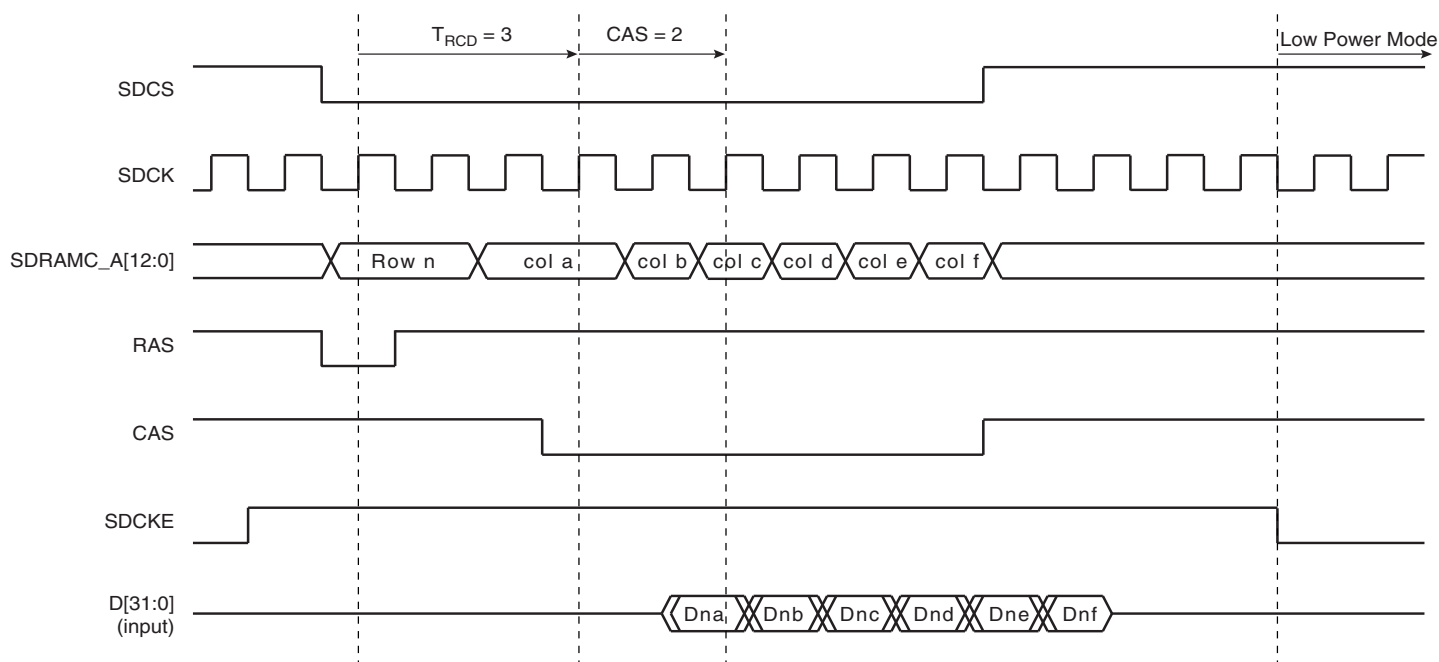 T_RCD = 3
CAS = 2
Low Power Mode
SDCS
SDCK
SDRAMC_A[12:0]
Row n
col a
col b
col c
col d
col e
col f
RAS
CAS
SDCKE
D[31:0]
(input)
Dna
Dnb
Dnc
Dnd
Dne
Dnf